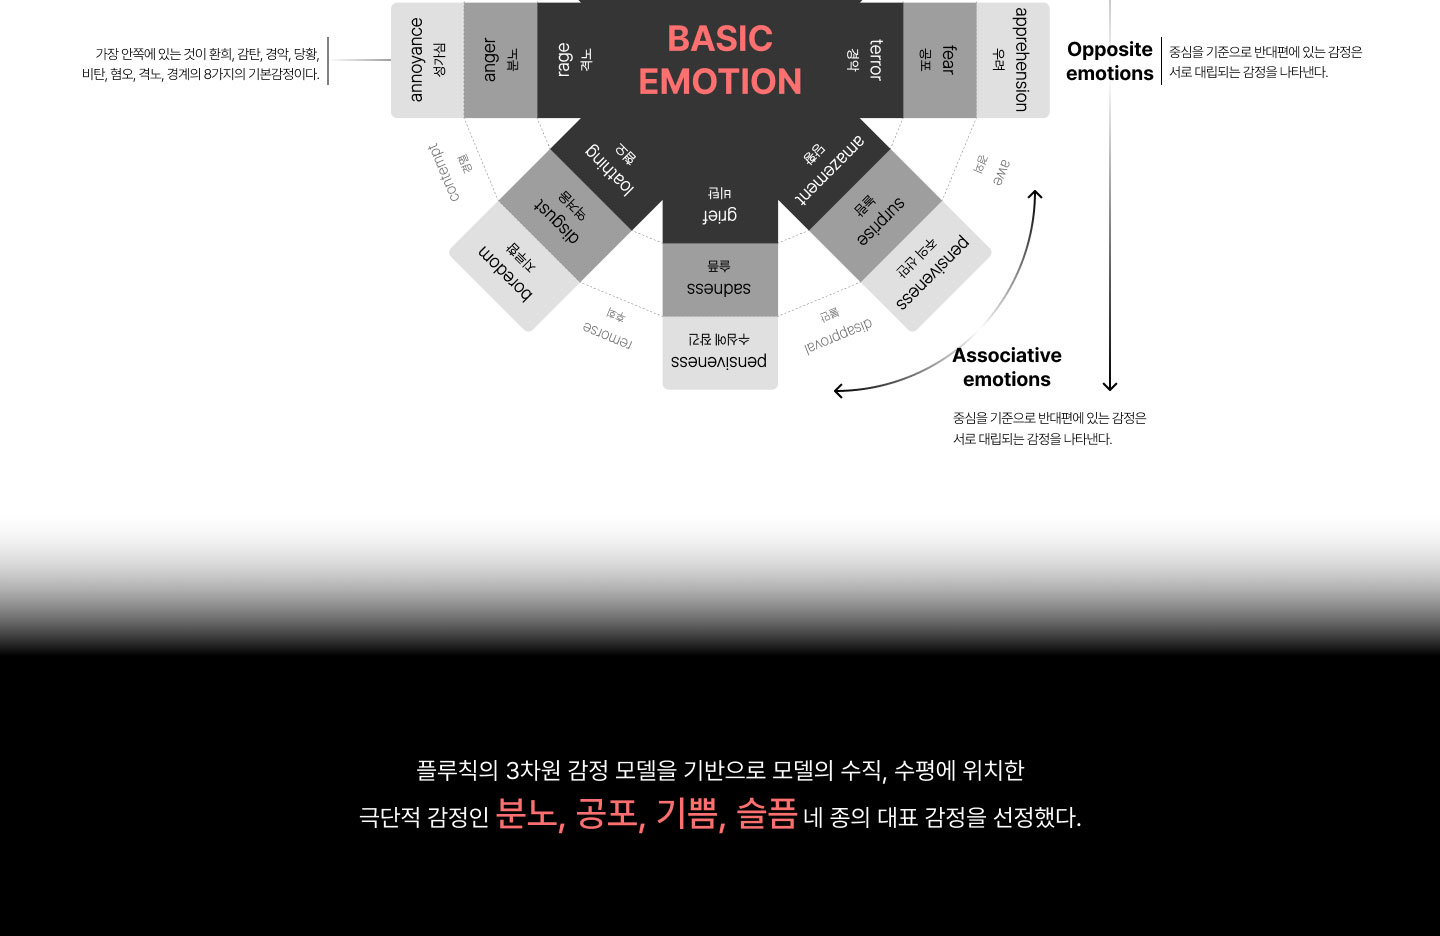 가장 안쪽에 있는 것이 환희, 감탄, 경악, 당황,
비탄, 혐오, 격노, 경계의 8가지의 기본감정이다.
annoyance
성가심
anger
노공
rage
격노
BASIC
EMOTION
terror
경악
fear
공포
apprehension
우려
Opposite
emotions
중심을 기준으로 반대편에 있는 감정은
서로 대립되는 감정을 나타낸다.
contempt
경멸
loathing
혐오
disgust
역겨움
boredom
지루함
remorse
후회
grief
비탄
sadness
슬픔
pensiveness
수심에 잠긴
disapproval
불만
amazement
당황
surprise
놀람
pensiveness
주의 산만
awe
경외
Associative
emotions
중심을 기준으로 반대편에 있는 감정은
서로 대립되는 감정을 나타낸다.
플루칙의 3차원 감정 모델을 기반으로 모델의 수직, 수평에 위치한
극단적 감정인 분노, 공포, 기쁨, 슬픔 네 종의 대표 감정을 선정했다.